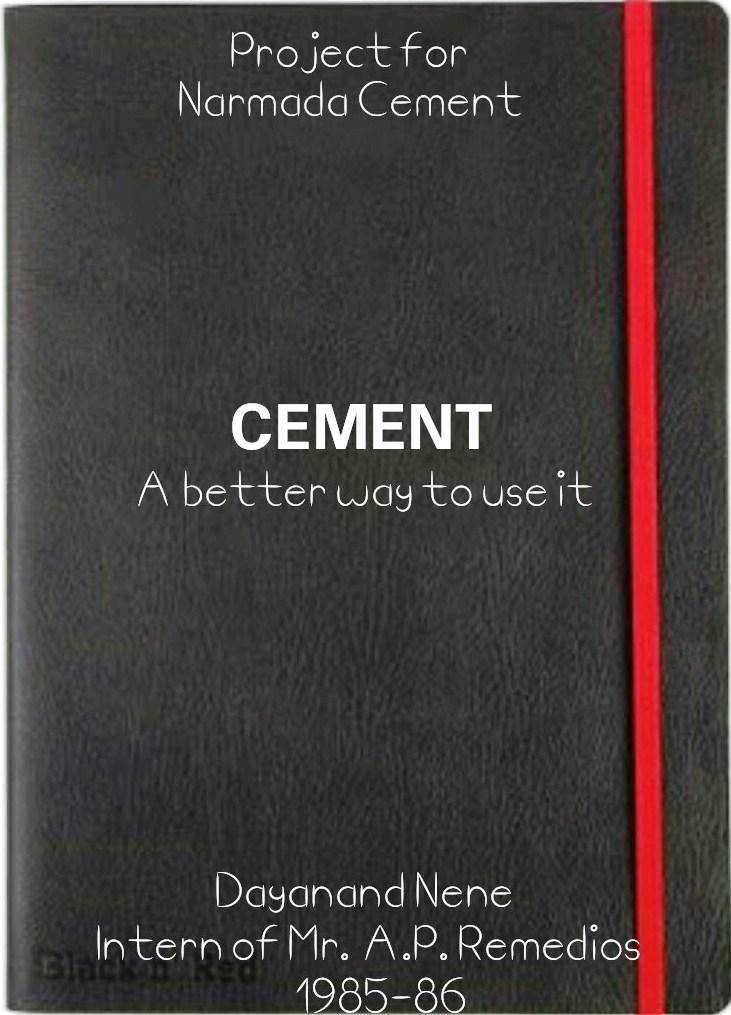 Project for
Narmada Cement
CEMENT
A better way to use it
Dayanand Nene
Intern of Mr. A.P. Remedios
Black n' Red
1985-86